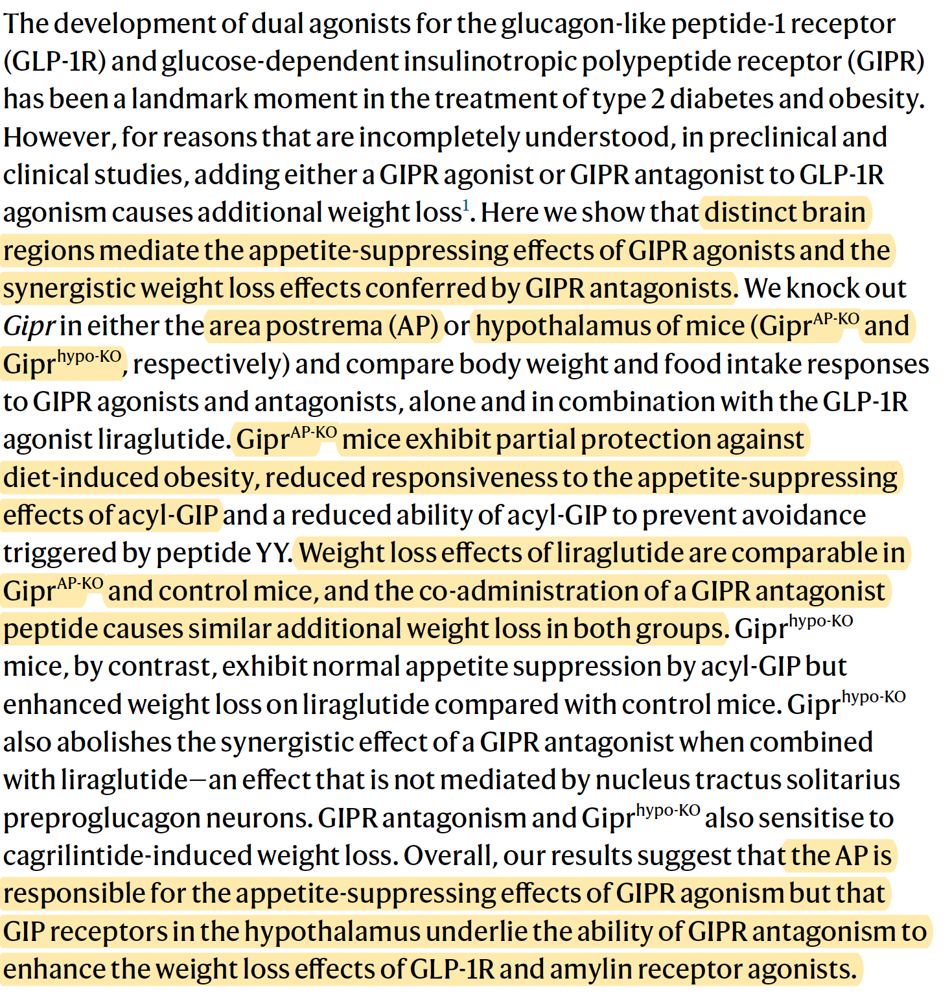 The development of dual agonists for the glucagon-like peptide-1 receptor
(GLP-1R) and glucose-dependent insulinotropic polypeptide receptor (GIPR)
has been a landmark moment in the treatment of type 2 diabetes and obesity.
However, for reasons that are incompletely understood, in preclinical and
clinical studies, adding either a GIPR agonist or GIPR antagonist to GLP-1R
agonism causes additional weight loss¹. Here we show that distinct brain
regions mediate the appetite-suppressing effects of GIPR agonists and the
synergistic weight loss effects conferred by GIPR antagonists. We knock out
Gipr in either the area postrema (AP) or hypothalamus of mice (Gipr^AP-KO and
Gipr^hypo-KO, respectively) and compare body weight and food intake responses
to GIPR agonists and antagonists, alone and in combination with the GLP-1R
agonist liraglutide. Gipr^AP-KO mice exhibit partial protection against
diet-induced obesity, reduced responsiveness to the appetite-suppressing
effects of acyl-GIP and a reduced ability of acyl-GIP to prevent avoidance
triggered by peptide YY. Weight loss effects of liraglutide are comparable in
Gipr^AP-KO and control mice, and the co-administration of a GIPR antagonist
peptide causes similar additional weight loss in both groups. Gipr^hypo-KO
mice, by contrast, exhibit normal appetite suppression by acyl-GIP but
enhanced weight loss on liraglutide compared with control mice. Gipr^hypo-KO
also abolishes the synergistic effect of a GIPR antagonist when combined
with liraglutide—an effect that is not mediated by nucleus tractus solitarius
preproglucagon neurons. GIPR antagonism and Gipr^hypo-KO also sensitise to
cagrilintide-induced weight loss. Overall, our results suggest that the AP is
responsible for the appetite-suppressing effects of GIPR agonism but that
GIP receptors in the hypothalamus underlie the ability of GIPR antagonism to
enhance the weight loss effects of GLP-1R and amylin receptor agonists.